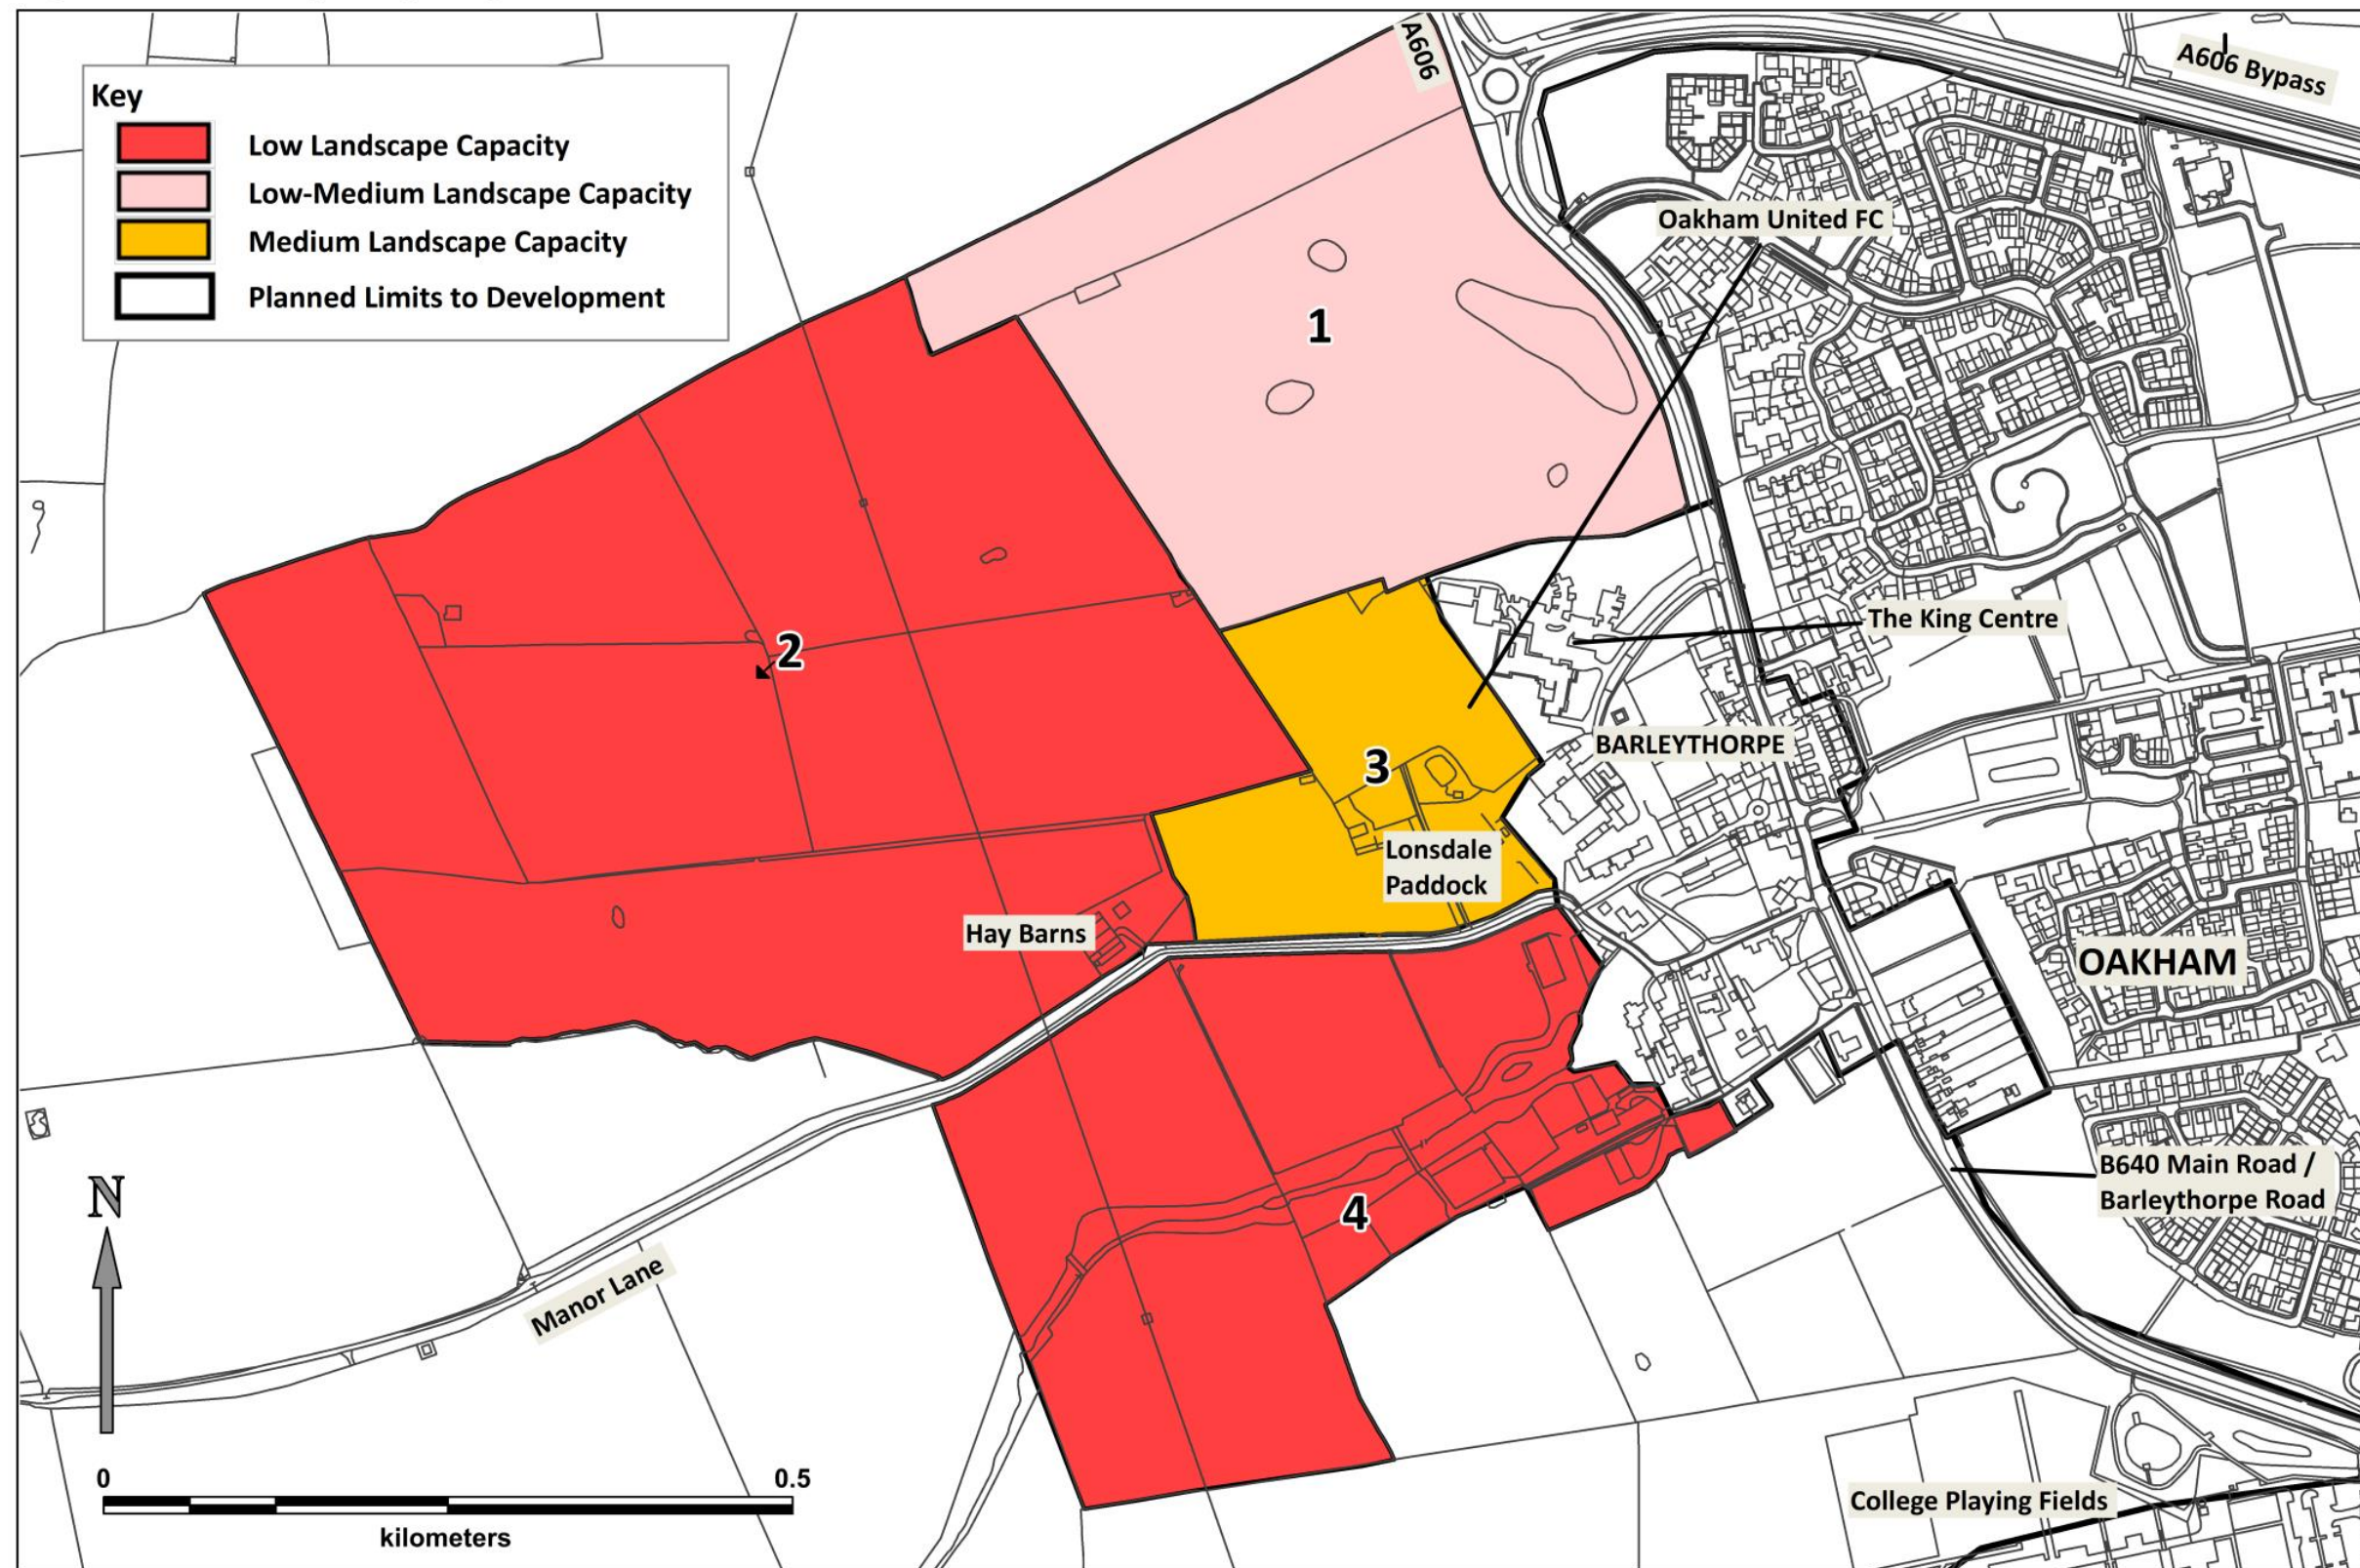 A606
A606 Bypass
Key
Low Landscape Capacity
Low-Medium Landscape Capacity
Medium Landscape Capacity
Planned Limits to Development
Oakham United FC
1
The King Centre
2
BARLEYTHORPE
3
Lonsdale
Paddock
Hay Barns
OAKHAM
B640 Main Road /
Barleythorpe Road
N
4
Manor Lane
0
0.5
kilometers
College Playing Fields